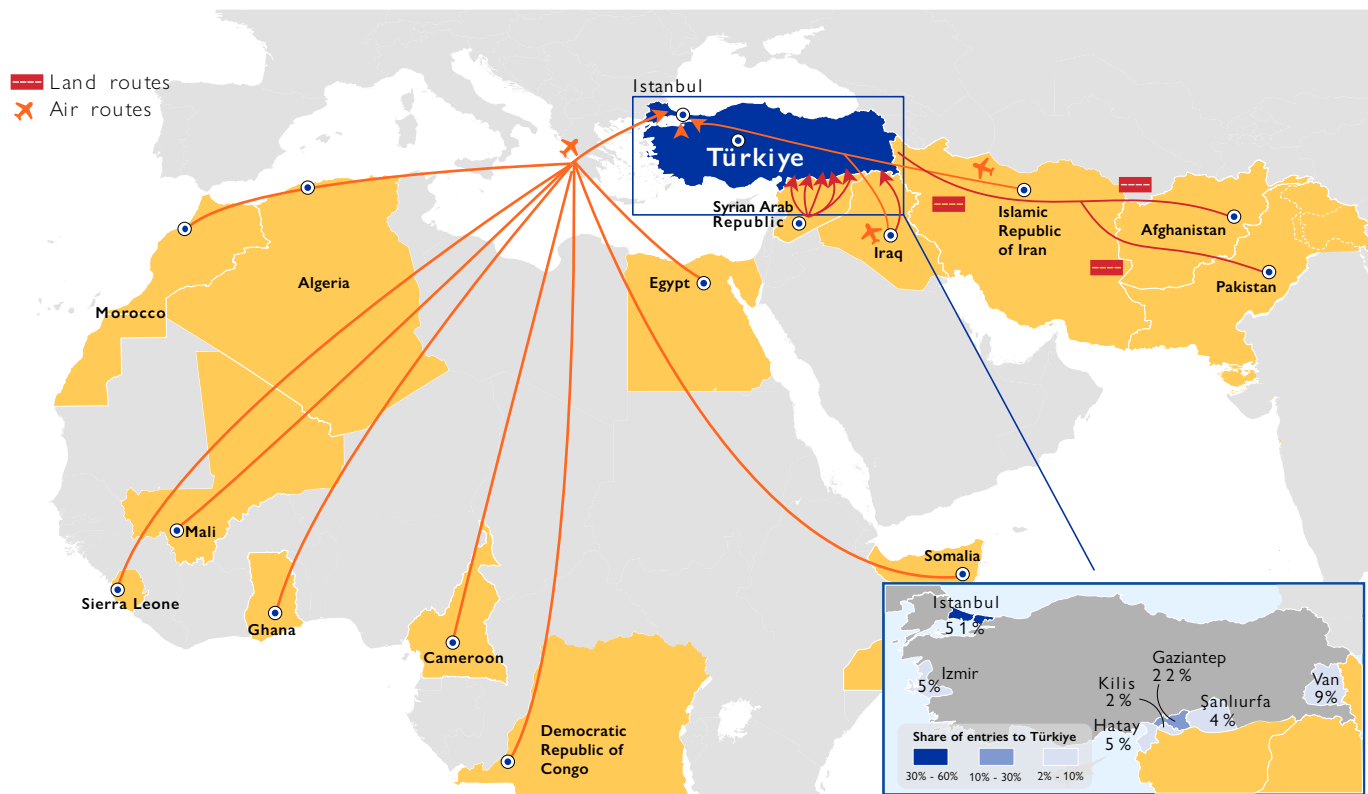 Land routes
Air routes
Istanbul
Türkiye
Syrian Arab
Republic
Iraq
Islamic
Republic
of Iran
Afghanistan
Pakistan
Algeria
Morocco
Egypt
Mali
Sierra Leone
Ghana
Cameroon
Somalia
Democratic
Republic of
Congo
Istanbul
51%
Izmir
5%
Gaziantep
22%
Kilis
2%
Hatay
5%
Şanlıurfa
4%
Van
9%
Share of entries to Türkiye
30% - 60%
10% - 30%
2% - 10%